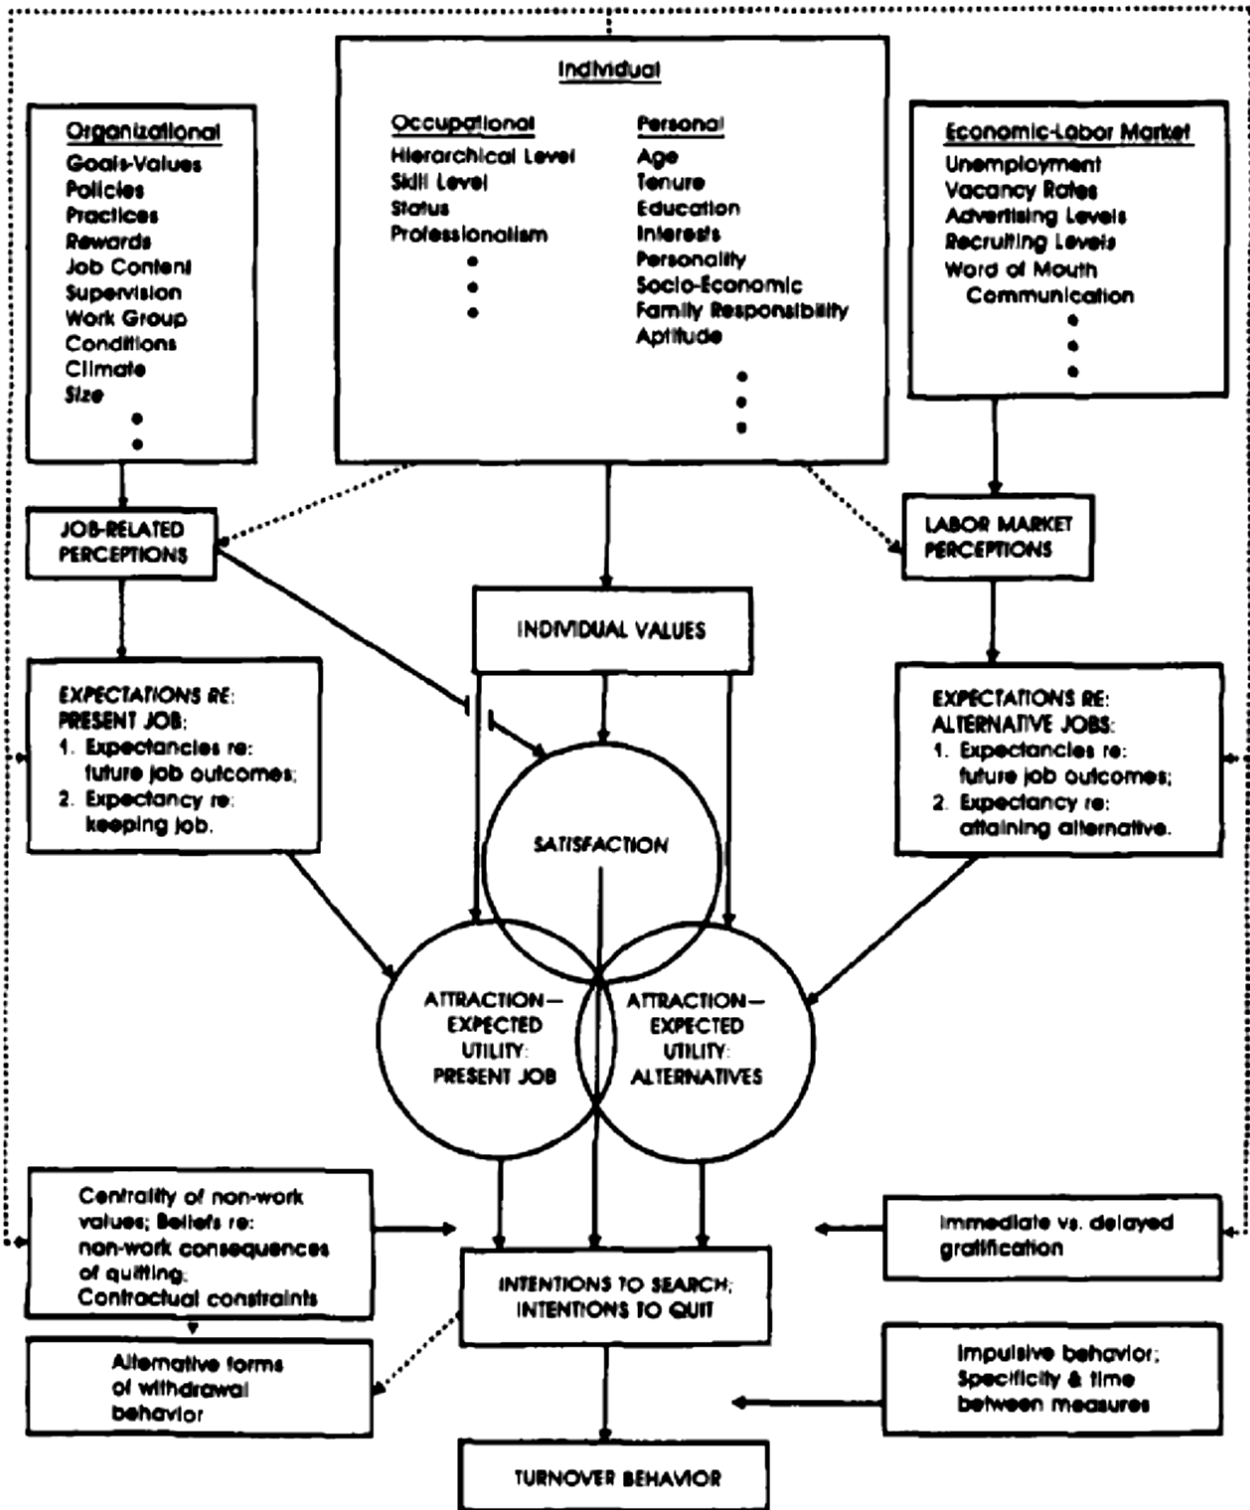 Individual
Organizational
Goals-Values
Policies
Practices
Rewards
Job Content
Supervision
Work Group
Conditions
Climate
Size
Occupational
Hierarchical Level
Skill Level
Status
Professionalism
Personal
Age
Tenure
Education
Interests
Personality
Socio-Economic
Family Responsibility
Aptitude
Economic-Labor Market
Unemployment
Vacancy Rates
Advertising Levels
Recruiting Levels
Word of Mouth
Communication
JOB-RELATED
PERCEPTIONS
LABOR MARKET
PERCEPTIONS
INDIVIDUAL VALUES
EXPECTATIONS RE:
PRESENT JOB:
1. Expectancies re:
future job outcomes;
2. Expectancy re:
keeping job.
EXPECTATIONS RE:
ALTERNATIVE JOBS:
1. Expectancies re:
future job outcomes;
2. Expectancy re:
attaining alternative.
SATISFACTION
ATTRACTION—
EXPECTED
UTILITY:
PRESENT JOB
ATTRACTION—
EXPECTED
UTILITY:
ALTERNATIVES
Centrality of non-work
values; Beliefs re:
non-work consequences
of quitting;
Contractual constraints
Immediate vs. delayed
gratification
INTENTIONS TO SEARCH;
INTENTIONS TO QUIT
Alternative forms
of withdrawal
behavior
Impulsive behavior;
Specificity & time
between measures
TURNOVER BEHAVIOR